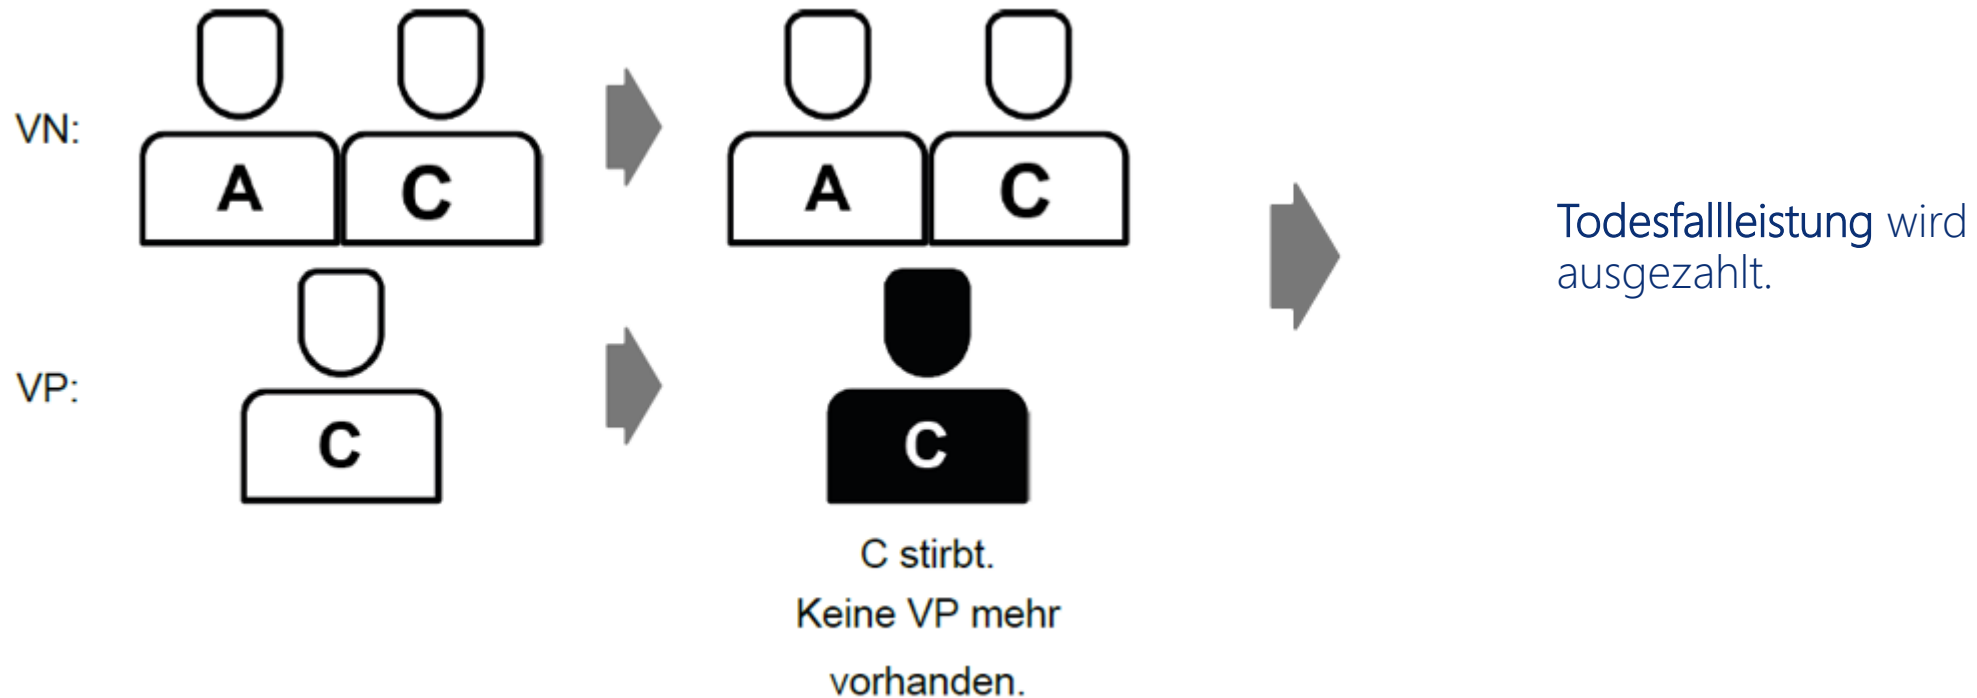 VN:
A C
A C
VP:
C
C
C stirbt.
Keine VP mehr
vorhanden.
Todesfallleistung wird
ausgezahlt.